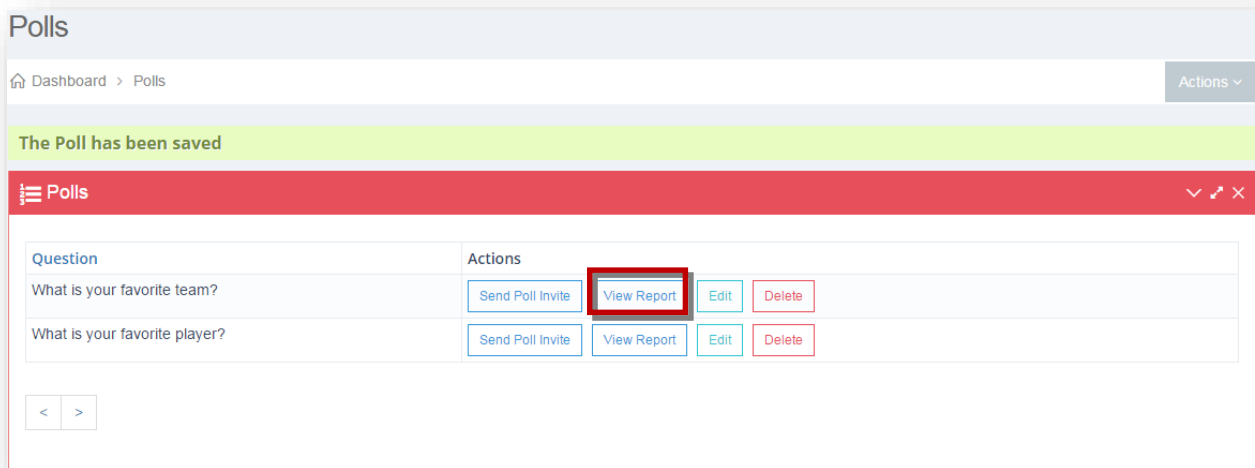 Polls
Dashboard > Polls
Actions
The Poll has been saved
Polls
Question Actions
What is your favorite team? Send Poll Invite View Report Edit Delete
What is your favorite player? Send Poll Invite View Report Edit Delete
< >